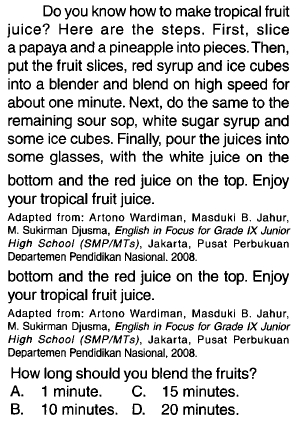 Do you know how to make tropical fruit
juice? Here are the steps. First, slice
a papaya and a pineapple into pieces. Then,
put the fruit slices, red syrup and ice cubes
into a blender and blend on high speed for
about one minute. Next, do the same to the
remaining sour sop, white sugar syrup and
some ice cubes. Finally, pour the juices into
some glasses, with the white juice on the
bottom and the red juice on the top. Enjoy
your tropical fruit juice.
Adapted from: Artono Wardiman, Masduki B. Jahur,
M. Sukirman Djusma, English in Focus for Grade IX Junior
High School (SMP/MTs), Jakarta, Pusat Perbukuan
Departemen Pendidikan Nasional. 2008.
bottom and the red juice on the top. Enjoy
your tropical fruit juice.
Adapted from: Artono Wardiman, Masduki B. Jahur,
M. Sukirman Djusma, English in Focus for Grade IX Junior
High School (SMP/MTs), Jakarta, Pusat Perbukuan
Departemen Pendidikan Nasional, 2008.
How long should you blend the fruits?
A. 1 minute. C. 15 minutes.
B. 10 minutes. D. 20 minutes.